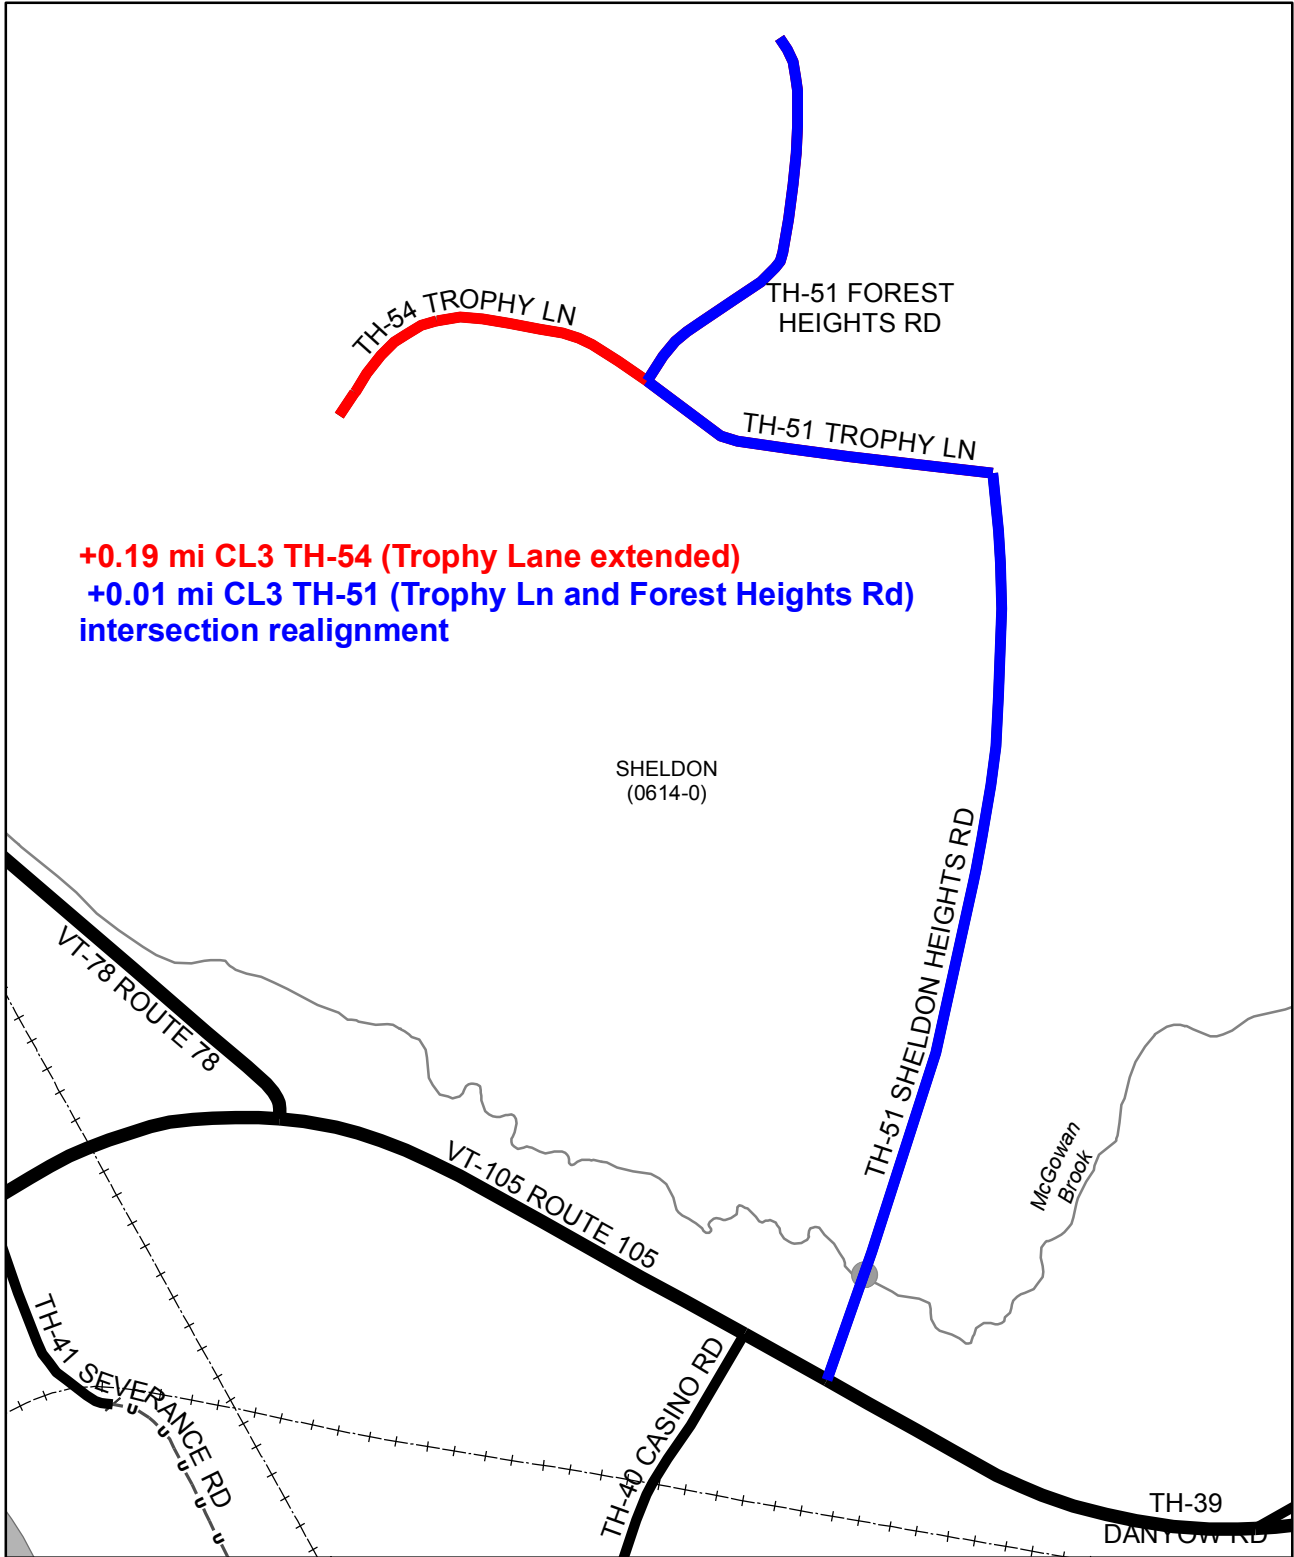 TH-51 FOREST
HEIGHTS RD
TH-54 TROPHY LN
TH-51 TROPHY LN
+0.19 mi CL3 TH-54 (Trophy Lane extended)
+0.01 mi CL3 TH-51 (Trophy Ln and Forest Heights Rd)
intersection realignment
SHELDON
(0614-0)
TH-51 SHELDON HEIGHTS RD
VT-78 ROUTE 78
VT-105 ROUTE 105
McGowan
Brook
TH-41 SEVERANCE RD
U
U
U
U
U
TH-40 CASINO RD
TH-39
DANYOW RD